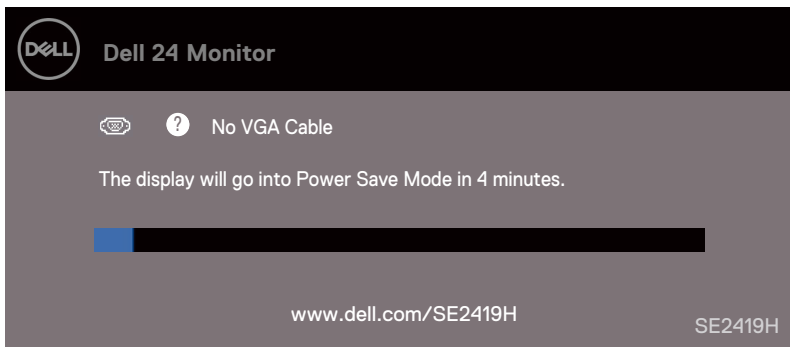 DELL
Dell 24 Monitor
? No VGA Cable
The display will go into Power Save Mode in 4 minutes.
www.dell.com/SE2419H
SE2419H